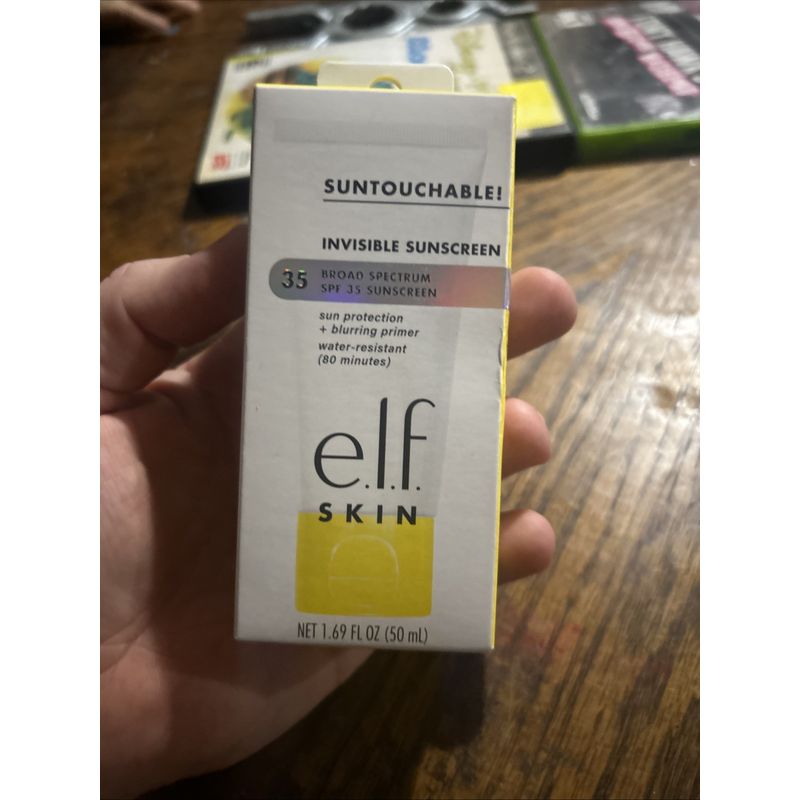 SUNTOUCHABLE!
INVISIBLE SUNSCREEN
35
BROAD SPECTRUM
SPF 35 SUNSCREEN
sun protection
+ blurring primer
water-resistant
(80 minutes)
e.l.f.
SKIN
NET 1.69 FL OZ (50 mL)